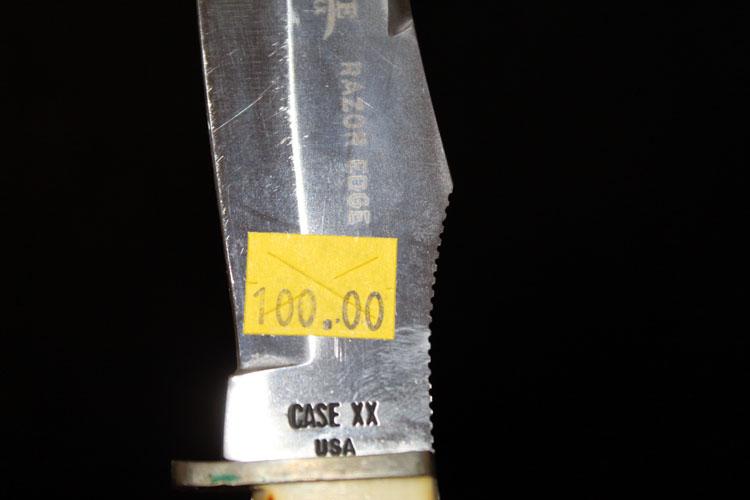 RAZOR EDGE
100.00
CASE XX
USA